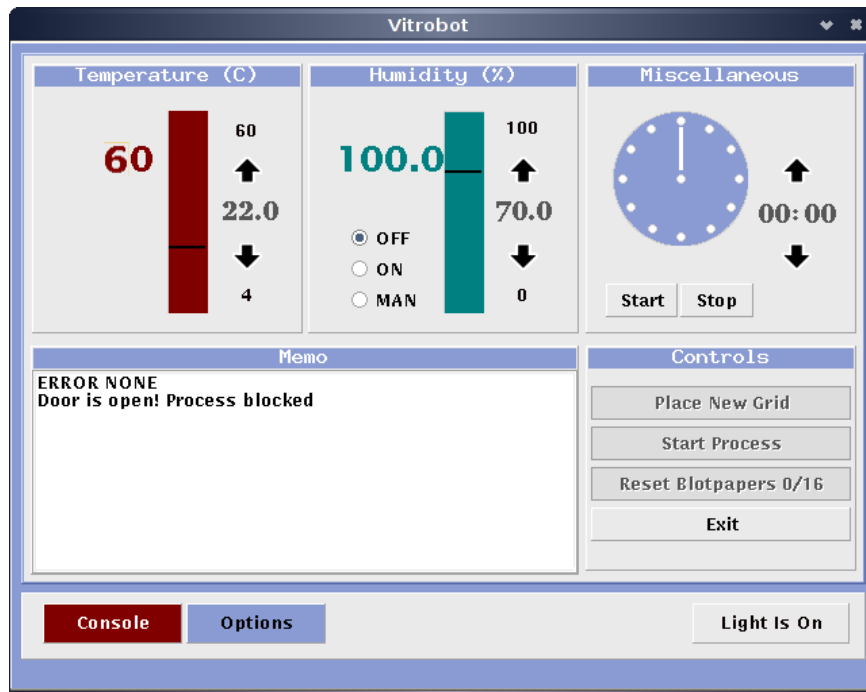 Vitrobot
Temperature (C)
60
60
22.0
4
Humidity (%)
100.0
100
70.0
0
OFF
ON
MAN
Miscellaneous
00:00
Start Stop
Memo
ERROR NONE
Door is open! Process blocked
Controls
Place New Grid
Start Process
Reset Blotpapers 0/16
Exit
Console Options Light Is On